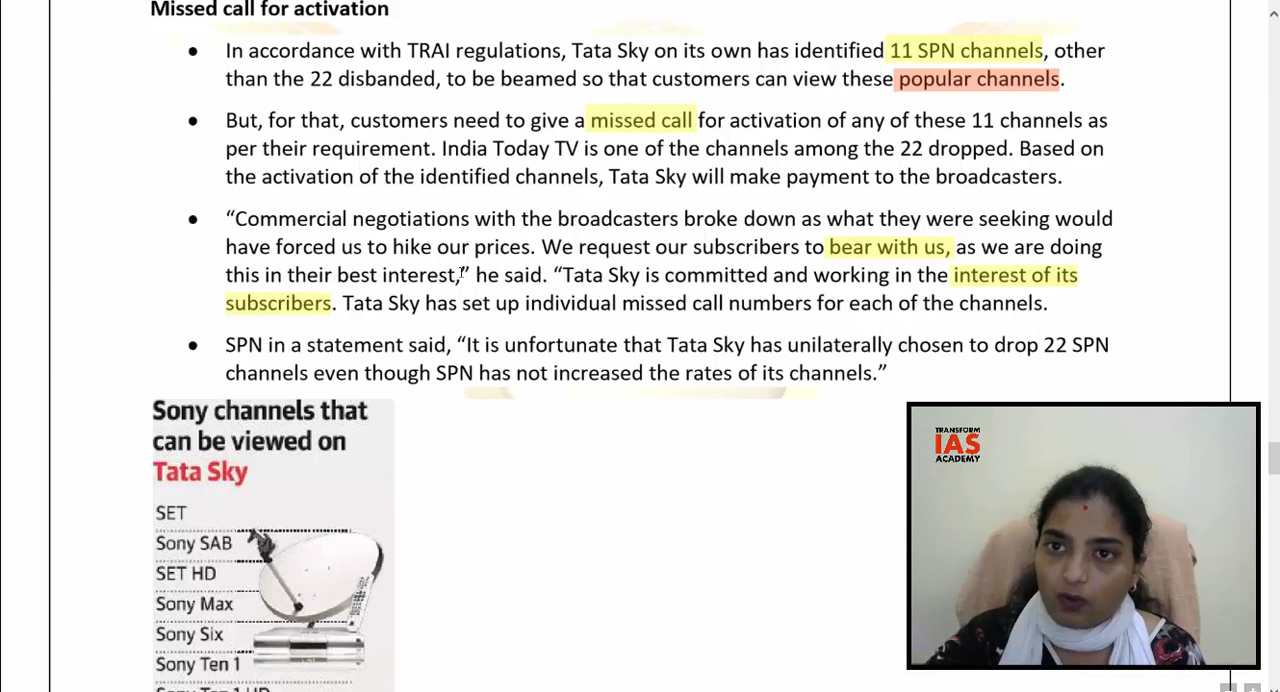 Missed call for activation
In accordance with TRAI regulations, Tata Sky on its own has identified 11 SPN channels, other
than the 22 disbanded, to be beamed so that customers can view these popular channels.
But, for that, customers need to give a missed call for activation of any of these 11 channels as
per their requirement. India Today TV is one of the channels among the 22 dropped. Based on
the activation of the identified channels, Tata Sky will make payment to the broadcasters.
“Commercial negotiations with the broadcasters broke down as what they were seeking would
have forced us to hike our prices. We request our subscribers to bear with us, as we are doing
this in their best interest,” he said. “Tata Sky is committed and working in the interest of its
subscribers. Tata Sky has set up individual missed call numbers for each of the channels.
SPN in a statement said, “It is unfortunate that Tata Sky has unilaterally chosen to drop 22 SPN
channels even though SPN has not increased the rates of its channels.”
Sony channels that
can be viewed on
Tata Sky
SET
Sony SAB
SET HD
Sony Max
Sony Six
Sony Ten 1
Sony Ten 1 HD
TRANSFORM
IAS
ACADEMY